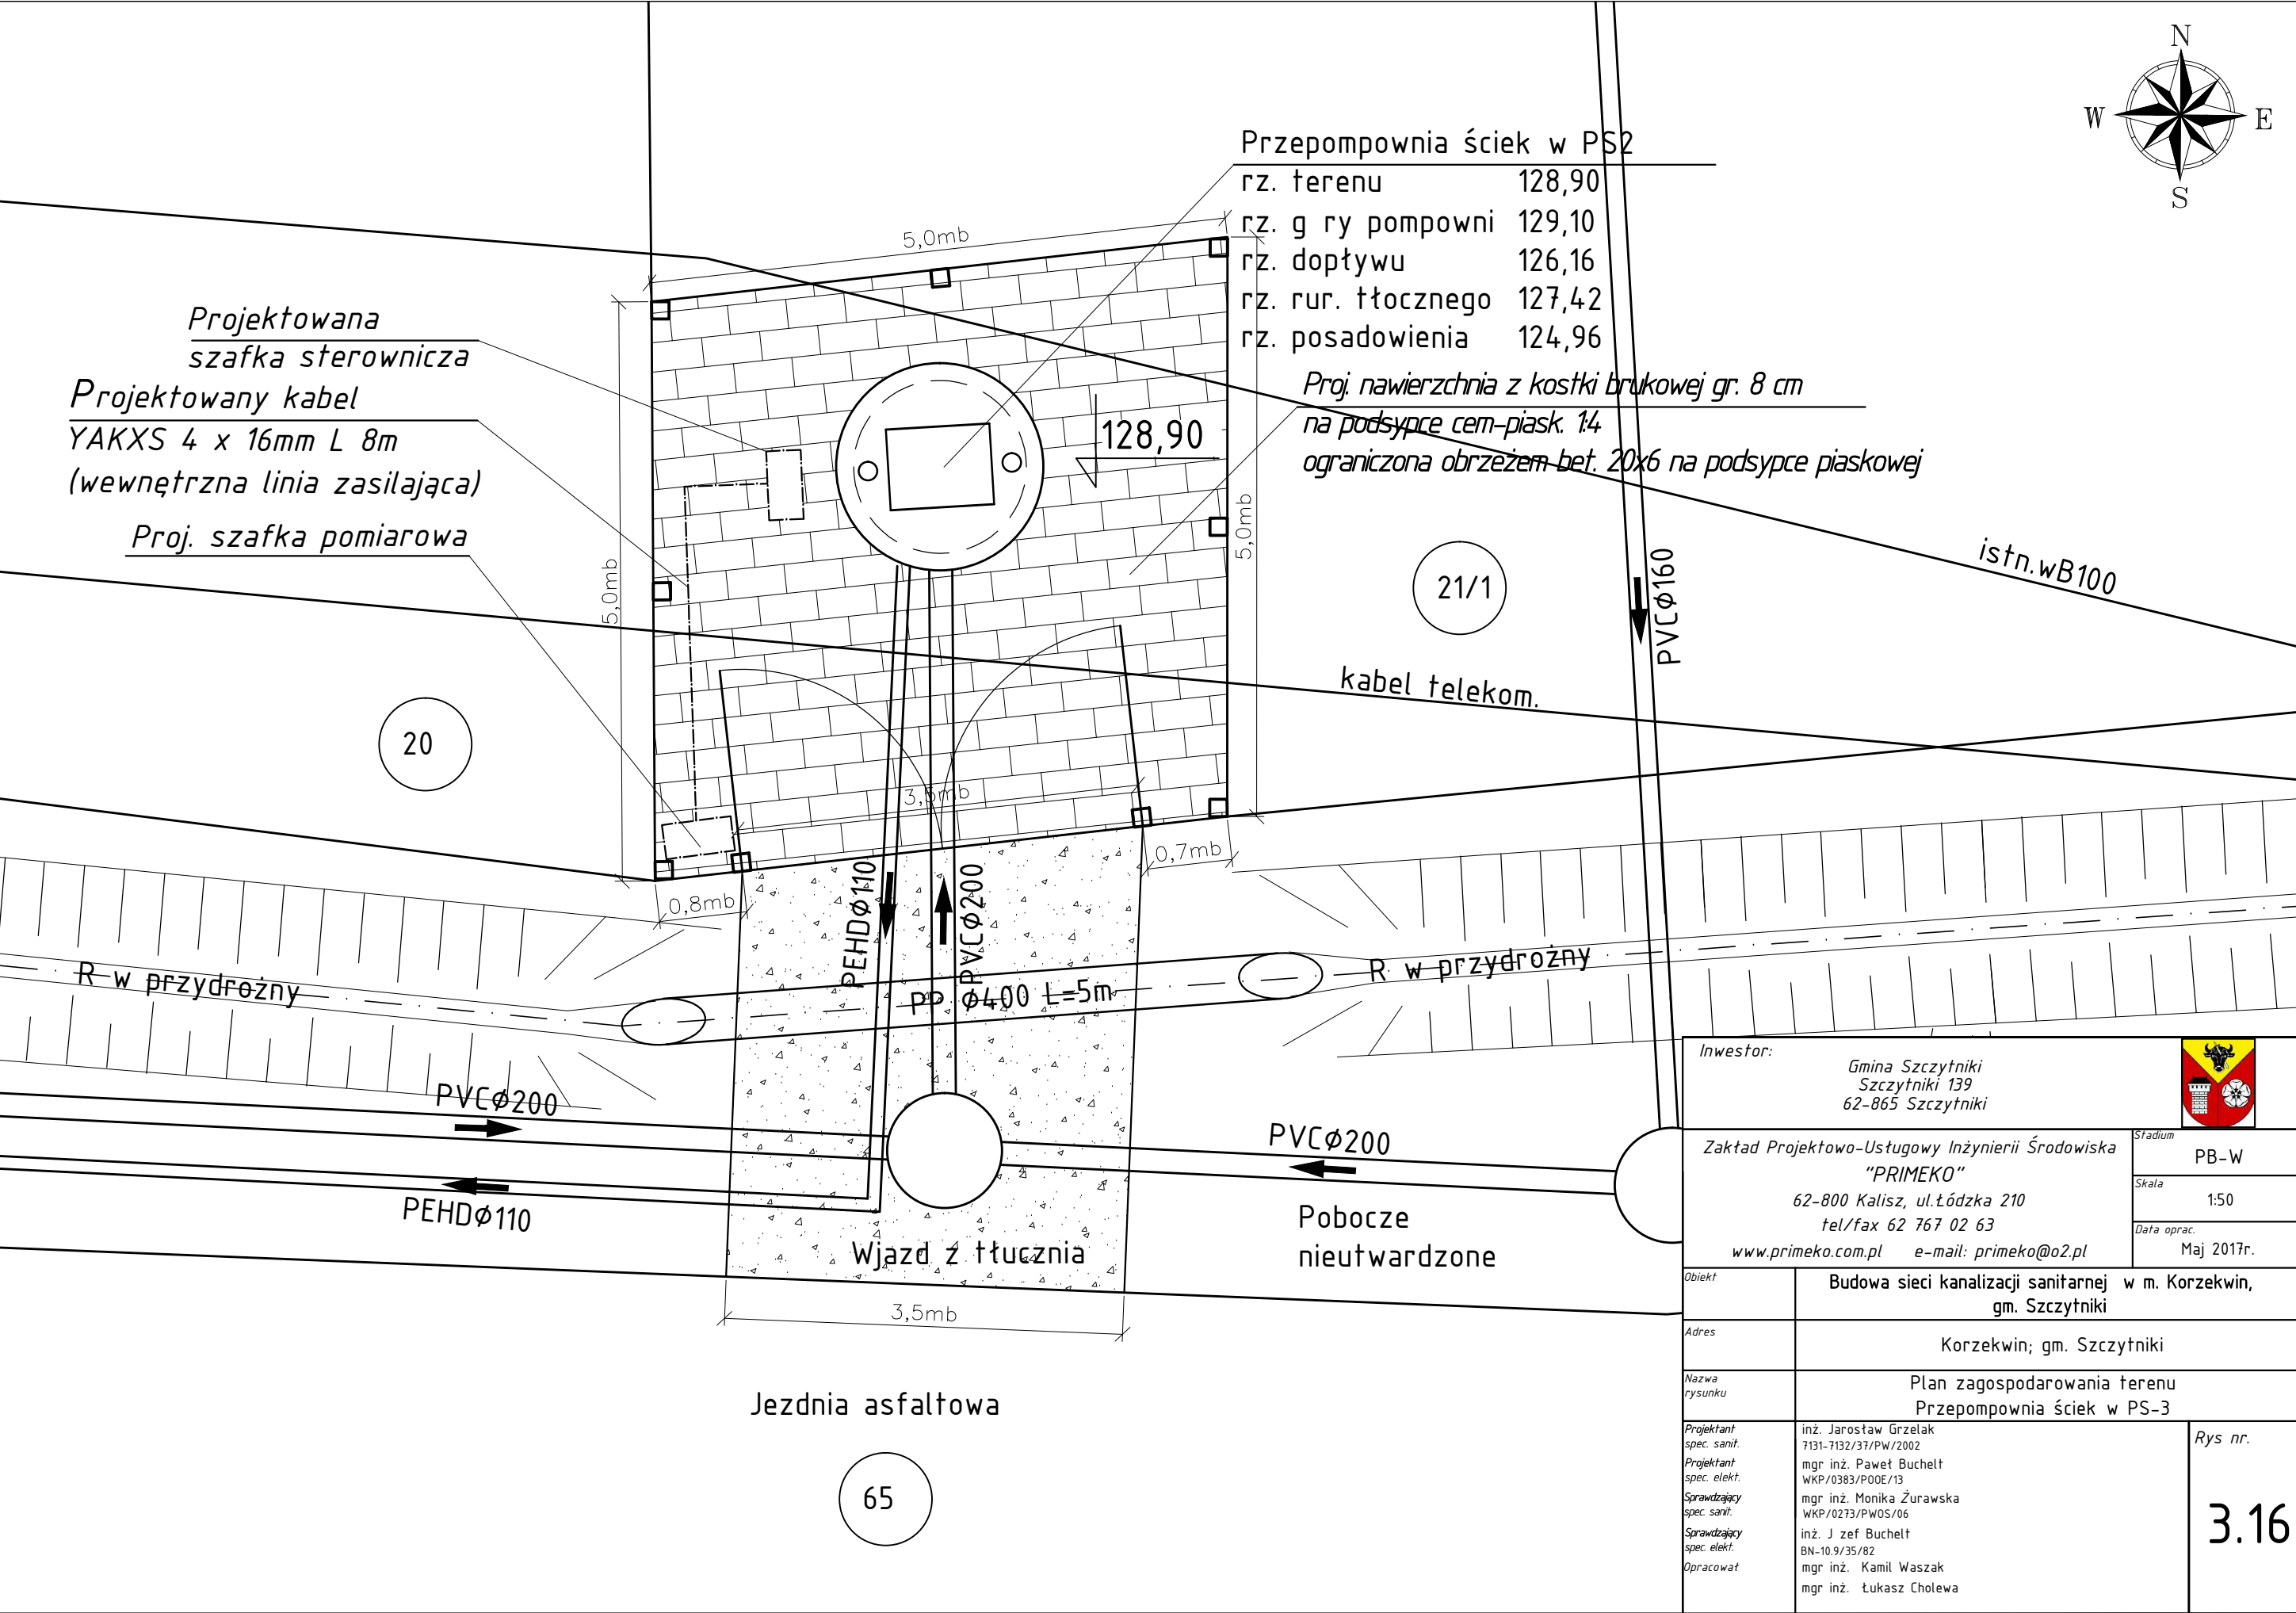 N
W
E
S
Przepompownia ściek w PS2
rz. terenu 128,90
rz. g ry pompowni 129,10
rz. dopływu 126,16
rz. rur. tłocznego 127,42
rz. posadowienia 124,96
5,0mb
Projektowana
szafka sterownicza
Projektowany kabel
YAKXS 4 x 16mm L 8m
(wewnętrzna linia zasilająca)
Proj. szafka pomiarowa
Proj. nawierzchnia z kostki brukowej gr. 8 cm
na podsypce cem-piask. 1:4
ograniczona obrzeżem bet. 20x6 na podsypce piaskowej
128,90
5,0mb
5,0mb
21/1
PVCø160
istn.wB100
kabel telekom.
20
3,5mb
0,7mb
0,8mb
PEHDø110
PVCø200
R w przydrożny
PP ø400 L=5m
R w przydrożny
PVCø200
PEHDø110
PVCø200
Pobocze
nieutwardzone
Wjazd z tłucznia
3,5mb
Jezdnia asfaltowa
65
Inwestor:
Gmina Szczytniki
Szczytniki 139
62-865 Szczytniki
Zakład Projektowo-Usługowy Inżynierii Środowiska
"PRIMEKO"
62-800 Kalisz, ul.Łódzka 210
tel/fax 62 767 02 63
www.primeko.com.pl e-mail: primeko@o2.pl
Stadium
PB-W
Skala
1:50
Data oprac.
Maj 2017r.
Obiekt
Budowa sieci kanalizacji sanitarnej w m. Korzekwin,
gm. Szczytniki
Adres
Korzekwin; gm. Szczytniki
Nazwa
rysunku
Plan zagospodarowania terenu
Przepompownia ściek w PS-3
Projektant
spec. sanit.
inż. Jarosław Grzelak
7131-7132/37/PW/2002
Projektant
spec. elekt.
mgr inż. Paweł Buchelt
WKP/0383/POOE/13
Sprawdzający
spec. sanit.
mgr inż. Monika Żurawska
WKP/0273/PWOS/06
Sprawdzający
spec. elekt.
inż. J zef Buchelt
BN-10.9/35/82
Opracował
mgr inż. Kamil Waszak
mgr inż. Łukasz Cholewa
Rys nr.
3.16